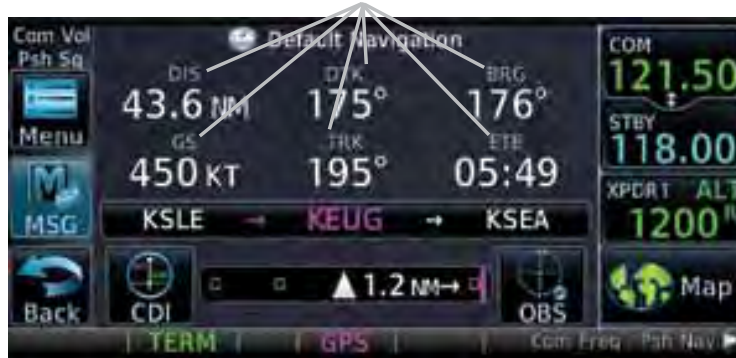 Com Vol
Psh Sq
Default Navigation
DIS
DTK
BRG
43.6 NM
175°
176°
GS
TRK
ETE
450 KT
195°
05:49
KSLE → KEUG → KSEA
Menu
MSG
Back
CDI
1.2 NM→
OBS
TERM
GPS
Com Freq
Psh Nav
COM
121.50
STBY
118.00
XPDR1 ALT
1200
Map